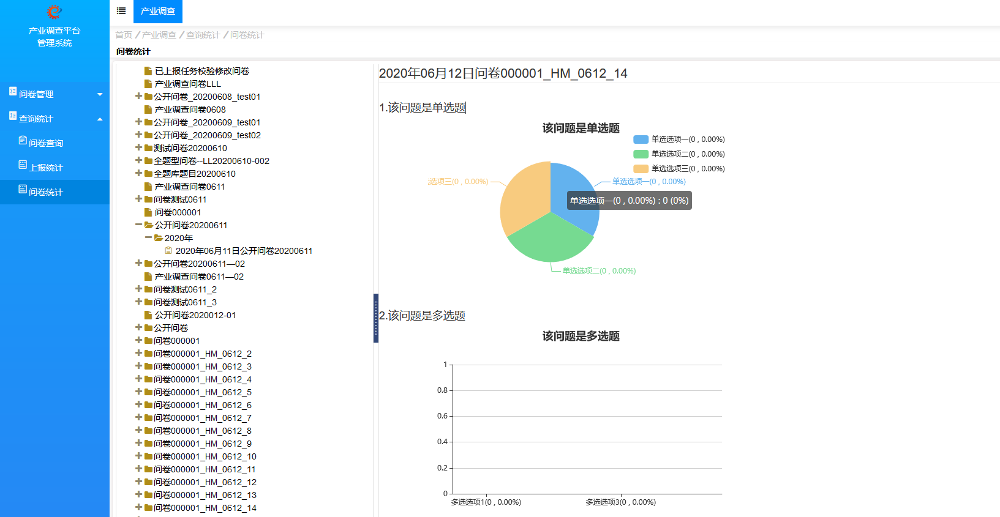 产业调查平台
管理系统
产业调查
首页 / 产业调查 / 查询统计 / 问卷统计
问卷统计
问卷管理
查询统计
问卷查询
上报统计
问卷统计
已上报任务校验修改问卷
产业调查问卷LLL
公开问卷_20200608_test01
产业调查问卷0608
公开问卷_20200609_test01
公开问卷_20200609_test02
测试问卷20200610
全题型问卷--LL20200610-002
全题库题目20200610
产业调查问卷0611
问卷测试0611
问卷000001
公开问卷20200611
2020年
2020年06月11日公开问卷20200611
公开问卷20200611—02
产业调查问卷0611—02
问卷测试0611_2
问卷测试0611_3
公开问卷2020012-01
公开问卷
问卷000001
问卷000001_HM_0612_2
问卷000001_HM_0612_3
问卷000001_HM_0612_4
问卷000001_HM_0612_5
问卷000001_HM_0612_6
问卷000001_HM_0612_7
问卷000001_HM_0612_8
问卷000001_HM_0612_9
问卷000001_HM_0612_10
问卷000001_HM_0612_11
问卷000001_HM_0612_12
问卷000001_HM_0612_13
问卷000001_HM_0612_14
2020年06月12日问卷000001_HM_0612_14
1.该问题是单选题
该问题是单选题
单选选项一(0 , 0.00%)
单选选项二(0 , 0.00%)
单选选项三(0 , 0.00%)
选项三(0 , 0.00%)
单选选项一(0 , 0.00%)
单选选项一(0 , 0.00%) : 0 (0%)
单选选项二(0 , 0.00%)
2.该问题是多选题
该问题是多选题
1
0.8
0.6
0.4
0.2
0
多选选项1(0 , 0.00%)
多选选项3(0 , 0.00%)